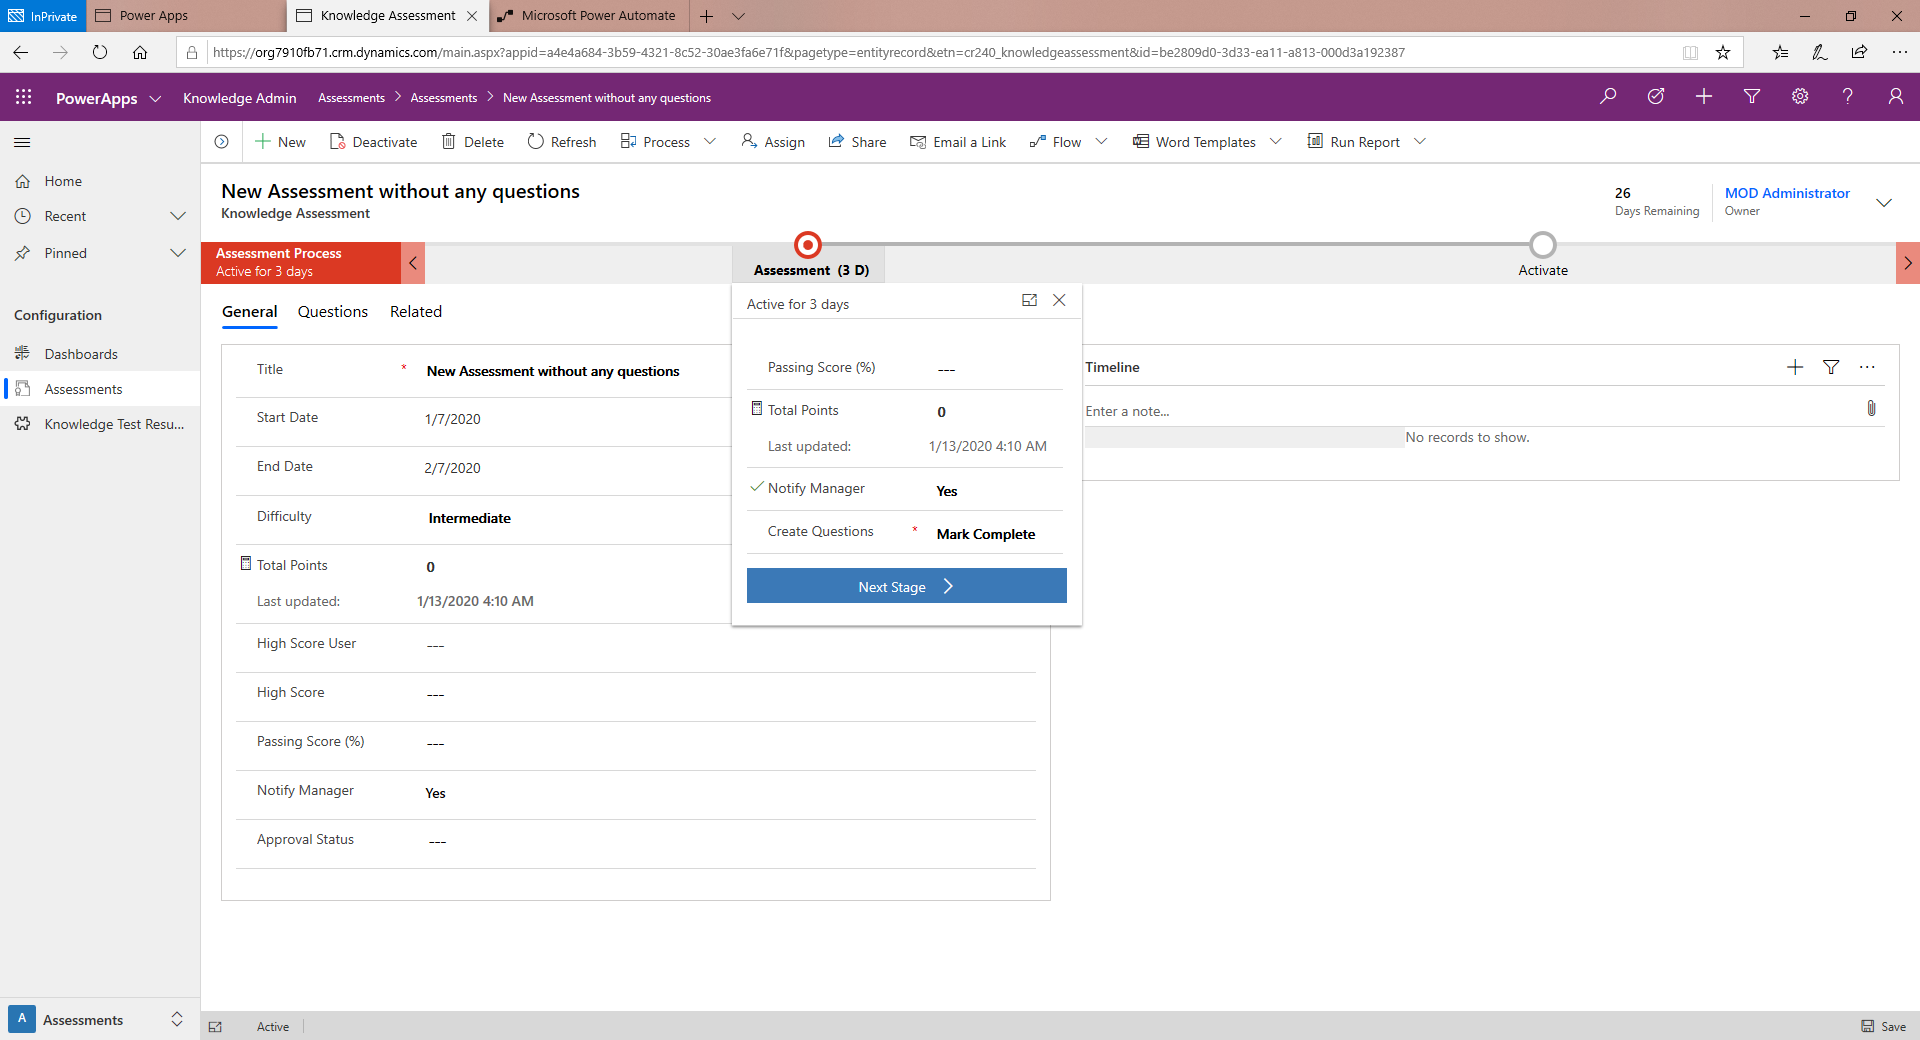 InPrivate
Power Apps
Knowledge Assessment
Microsoft Power Automate
https://org7910fb71.crm.dynamics.com/main.aspx?appid=a4e4a684-3b59-4321-8c52-30ae3fa6e71f&pagetype=entityrecord&etn=cr240_knowledgeassessment&id=be2809d0-3d33-ea11-a813-000d3a192387
PowerApps
Knowledge Admin
Assessments > Assessments > New Assessment without any questions
New
Deactivate
Delete
Refresh
Process
Assign
Share
Email a Link
Flow
Word Templates
Run Report
Home
Recent
Pinned
Configuration
Dashboards
Assessments
Knowledge Test Resu...
New Assessment without any questions
Knowledge Assessment
26
Days Remaining
MOD Administrator
Owner
Assessment Process
Active for 3 days
Assessment (3 D)
Activate
General
Questions
Related
Title * New Assessment without any questions
Start Date 1/7/2020
End Date 2/7/2020
Difficulty Intermediate
Total Points 0
Last updated: 1/13/2020 4:10 AM
High Score User ---
High Score ---
Passing Score (%) ---
Notify Manager Yes
Approval Status ---
Active for 3 days
Passing Score (%) ---
Total Points 0
Last updated: 1/13/2020 4:10 AM
Notify Manager Yes
Create Questions * Mark Complete
Next Stage
Timeline
Enter a note...
No records to show.
A Assessments
Active
Save